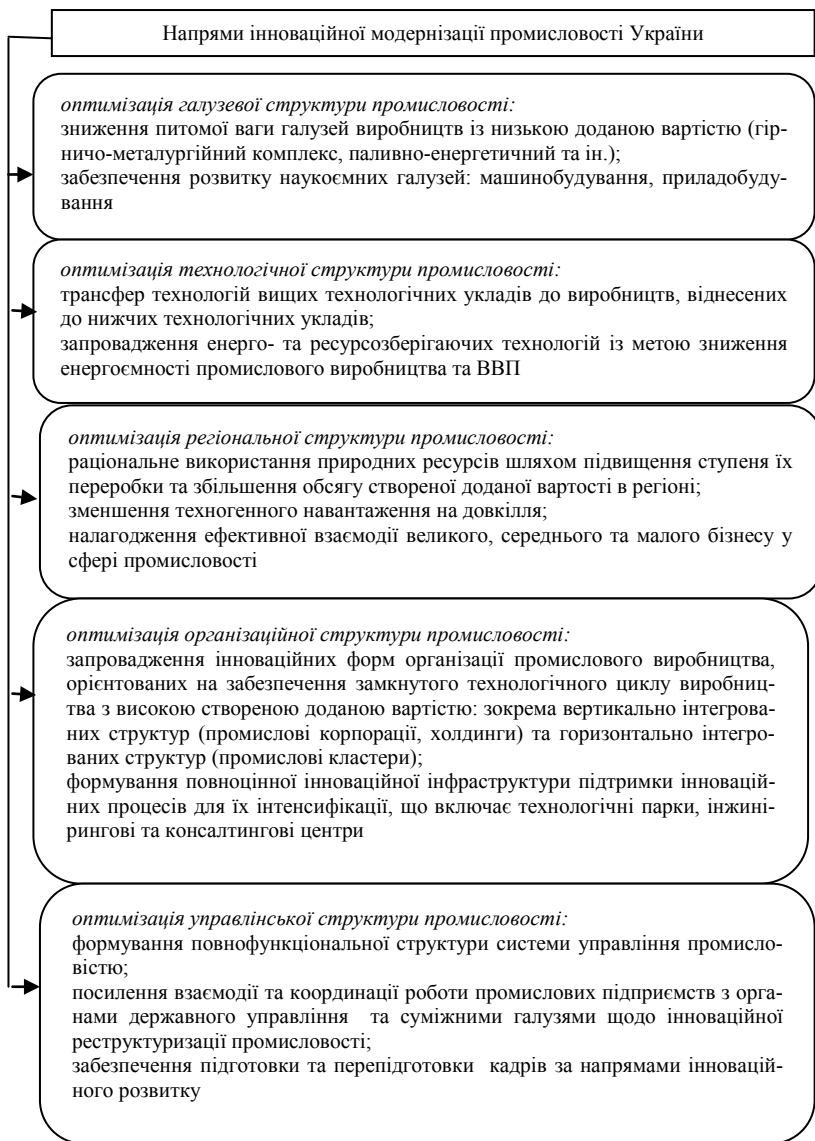 Напрями інноваційної модернізації промисловості України
оптимізація галузевої структури промисловості:
зниження питомої ваги галузей виробництв із низькою доданою вартістю (гір-
ничо-металургійний комплекс, паливно-енергетичний та ін.);
забезпечення розвитку наукоємних галузей: машинобудування, приладобуду-
вання
оптимізація технологічної структури промисловості:
трансфер технологій вищих технологічних укладів до виробництв, віднесених
до нижчих технологічних укладів;
запровадження енерго- та ресурсозберігаючих технологій із метою зниження
енергоємності промислового виробництва та ВВП
оптимізація регіональної структури промисловості:
раціональне використання природних ресурсів шляхом підвищення ступеня їх
переробки та збільшення обсягу створеної доданої вартості в регіоні;
зменшення техногенного навантаження на довкілля;
налагодження ефективної взаємодії великого, середнього та малого бізнесу у
сфері промисловості
оптимізація організаційної структури промисловості:
запровадження інноваційних форм організації промислового виробництва,
орієнтованих на забезпечення замкнутого технологічного циклу виробниц-
тва з високою створеною доданою вартістю: зокрема вертикально інтегрова-
них структур (промислові корпорації, холдинги) та горизонтально інтегро-
ваних структур (промислові кластери);
формування повноцінної інноваційної інфраструктури підтримки інновацій-
них процесів для їх інтенсифікації, що включає технологічні парки, інжині-
рингові та консалтингові центри
оптимізація управлінської структури промисловості:
формування повнофункціональної структури системи управління промисло-
вістю;
посилення взаємодії та координації роботи промислових підприємств з орга-
нами державного управління та суміжними галузями щодо інноваційної
реструктуризації промисловості;
забезпечення підготовки та перепідготовки кадрів за напрямами інновацій-
ного розвитку